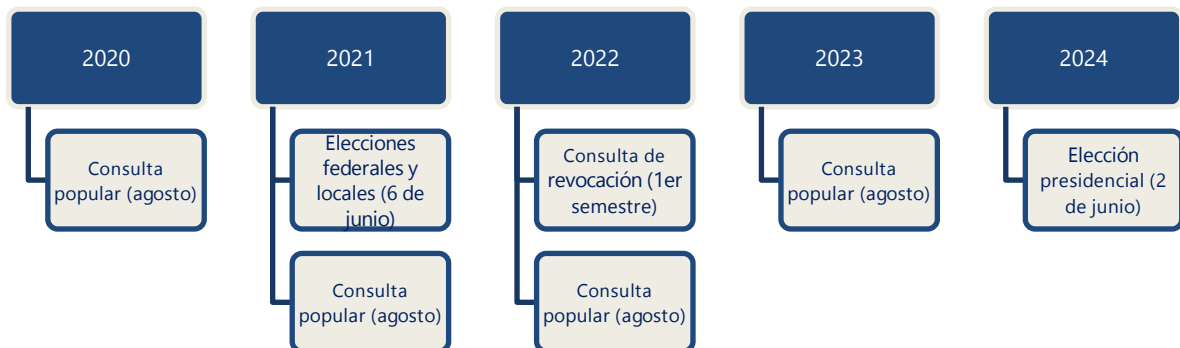 2020
Consulta
popular (agosto)
2021
Elecciones
federales y
locales (6 de
junio)
Consulta
popular (agosto)
2022
Consulta de
revocación (1er
semestre)
Consulta
popular (agosto)
2023
Consulta
popular (agosto)
2024
Elección
presidencial (2
de junio)